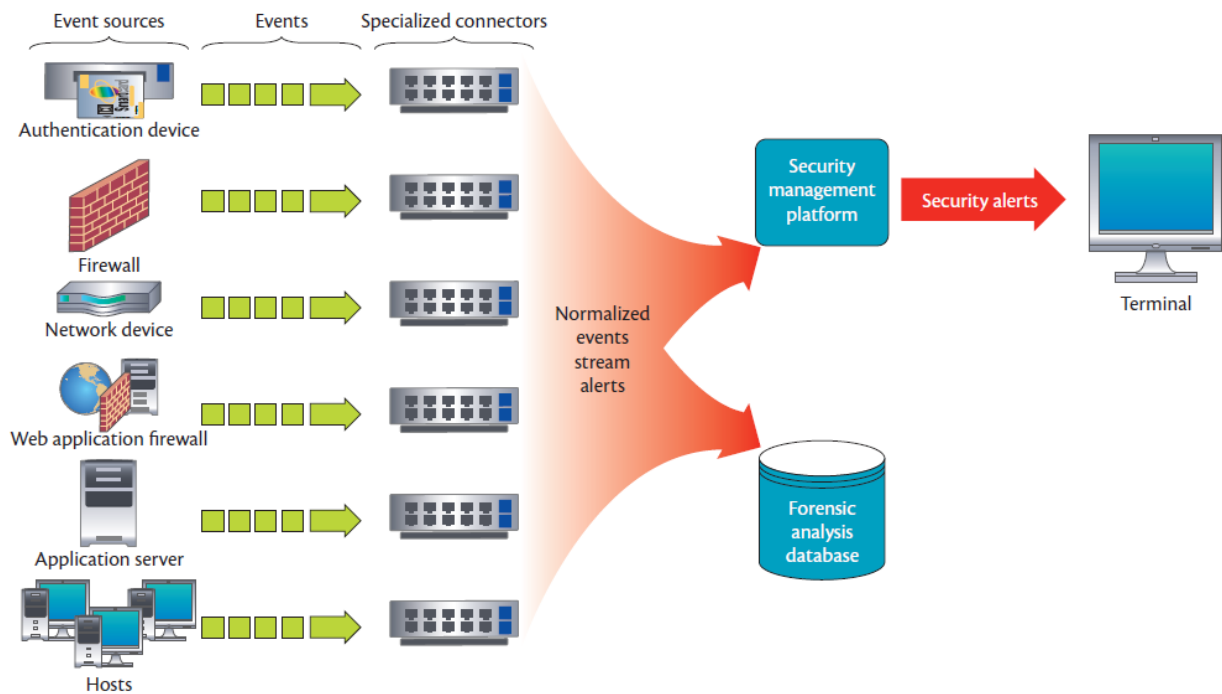 Event sources
Events
Specialized connectors
SmartCard
Authentication device
Firewall
Network device
Web application firewall
Application server
Hosts
Normalized
events
stream
alerts
Security
management
platform
Security alerts
Terminal
Forensic
analysis
database